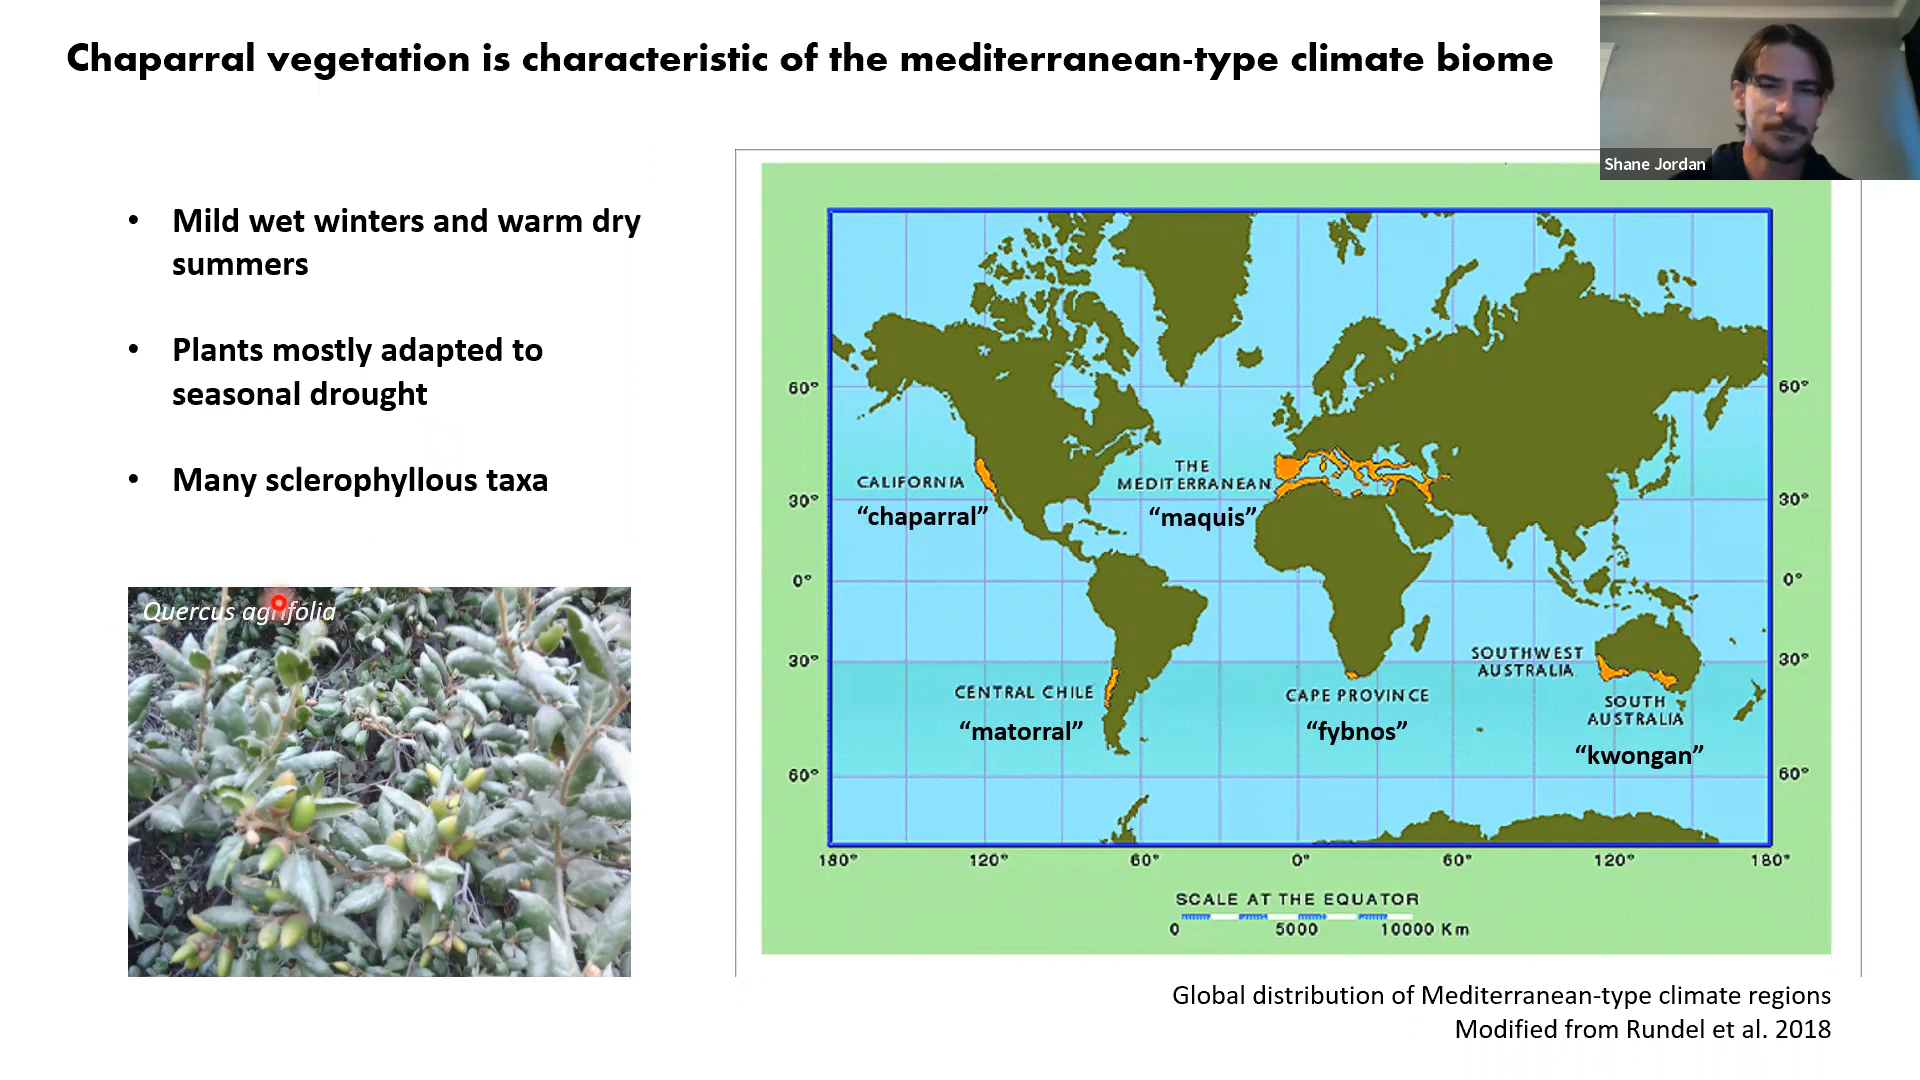 Chaparral vegetation is characteristic of the mediterranean-type climate biome
Shane Jordan
• Mild wet winters and warm dry
summers
• Plants mostly adapted to
seasonal drought
• Many sclerophyllous taxa
Quercus agrifolia
60° 60°
THE
MEDITERRANEAN
CALIFORNIA
30° 30°
“chaparral” “maquis”
0° 0°
SOUTHWEST
AUSTRALIA
30° 30°
CENTRAL CHILE CAPE PROVINCE
SOUTH
AUSTRALIA
“matorral” “fybnos”
“kwongan”
60° 60°
180° 120° 60° 0° 60° 120° 180°
SCALE AT THE EQUATOR
0 5000 10000 Km
Global distribution of Mediterranean-type climate regions
Modified from Rundel et al. 2018